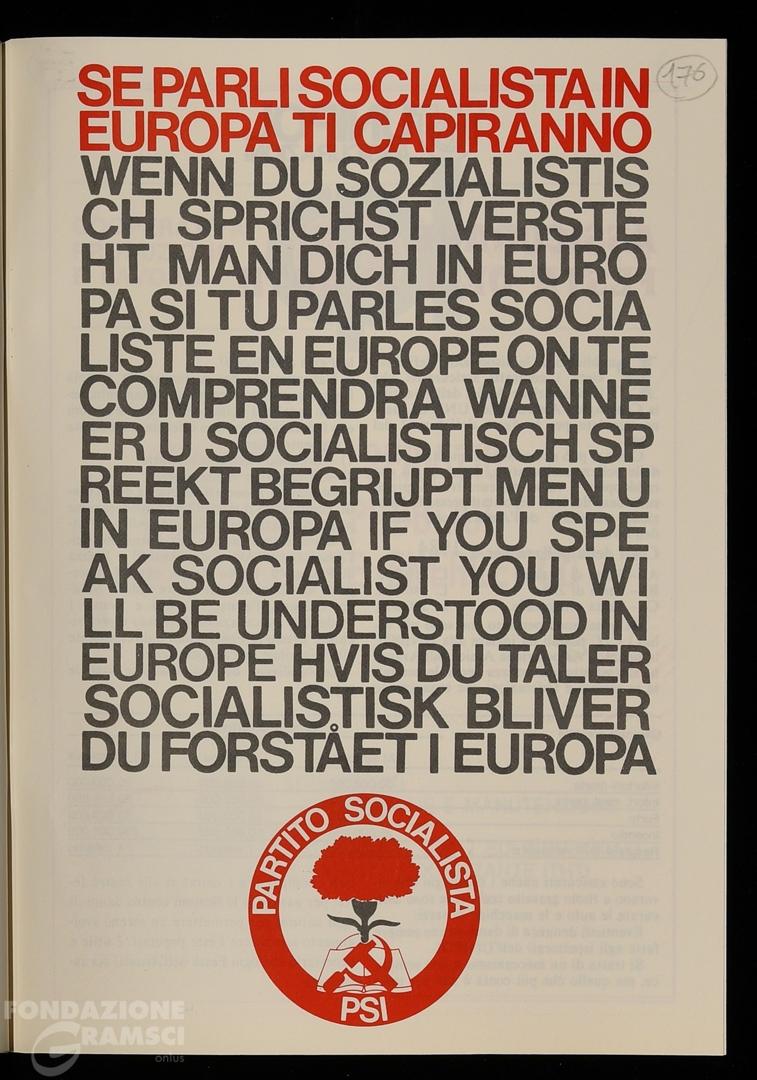 176
SE PARLI SOCIALISTA IN
EUROPA TI CAPIRANNO
WENN DU SOZIALISTIS
CH SPRICHST VERSTE
HT MAN DICH IN EURO
PA SI TU PARLES SOCIA
LISTE EN EUROPE ON TE
COMPRENDRA WANNE
ER U SOCIALISTISCH SP
REEKT BEGRIJPT MEN U
IN EUROPA IF YOU SPE
AK SOCIALIST YOU WI
LL BE UNDERSTOOD IN
EUROPE HVIS DU TALER
SOCIALISTISK BLIVER
DU FORSTÅET I EUROPA
PARTITO SOCIALISTA
PSI
FONDAZIONE
GRAMSCI
onlus